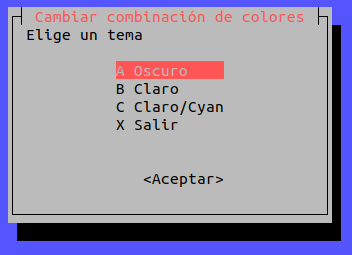 Cambiar combinación de colores
Elige un tema
A Oscuro
B Claro
C Claro/Cyan
X Salir
<Aceptar>